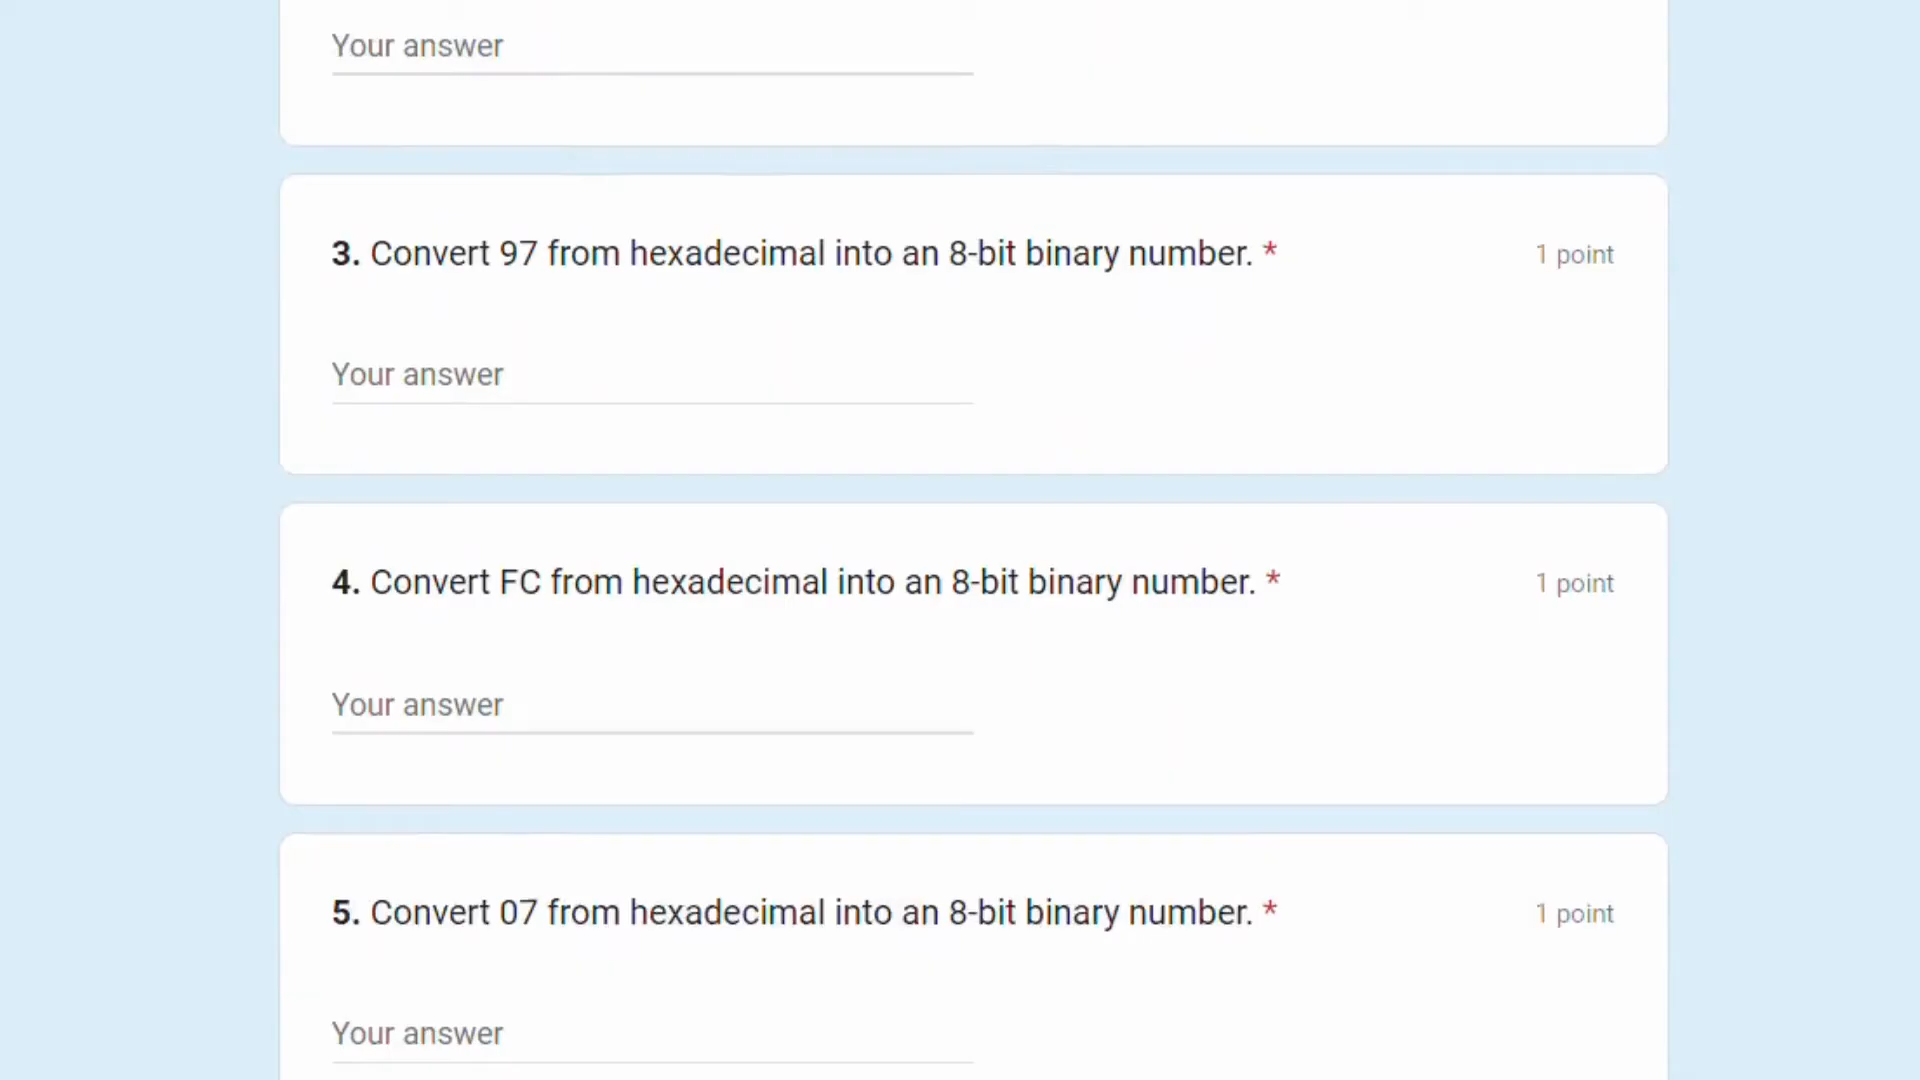 Your answer
3. Convert 97 from hexadecimal into an 8-bit binary number. *
1 point
Your answer
4. Convert FC from hexadecimal into an 8-bit binary number. *
1 point
Your answer
5. Convert 07 from hexadecimal into an 8-bit binary number. *
1 point
Your answer